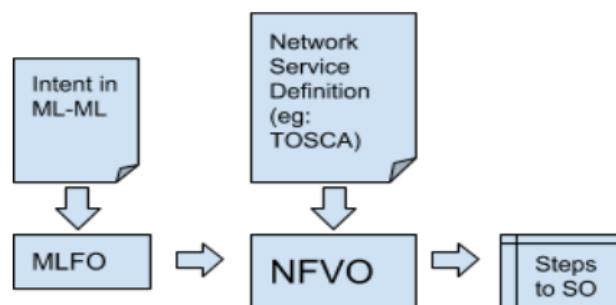 Intent in
ML-ML
Network
Service
Definition
(eg:
TOSCA)
MLFO
NFVO
Steps
to SO